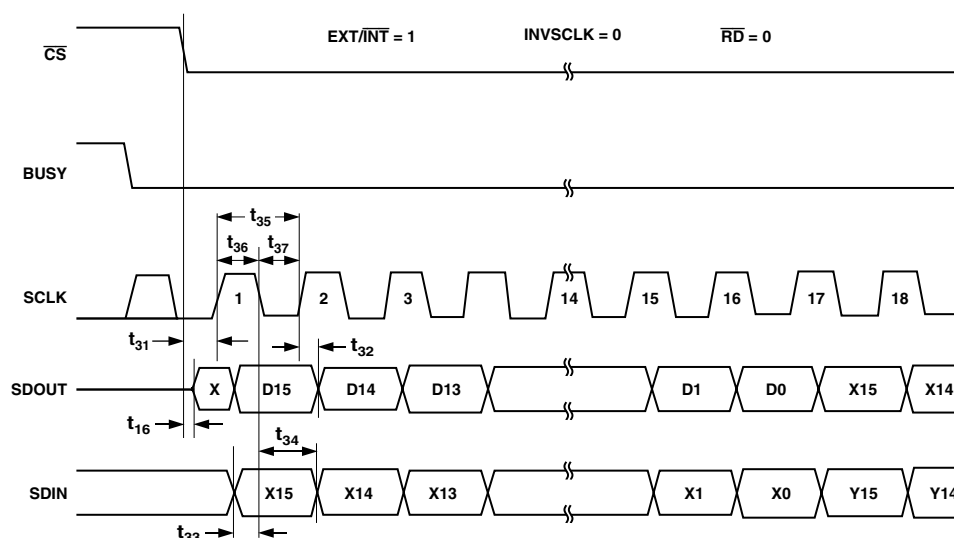 CS EXT/INT = 1 INVSCLK = 0 RD = 0
BUSY
t35
t36 t37
SCLK 1 2 3 14 15 16 17 18
t31 t32
SDOUT X D15 D14 D13 D1 D0 X15 X14
t16 t34
SDIN X15 X14 X13 X1 X0 Y15 Y14
t33